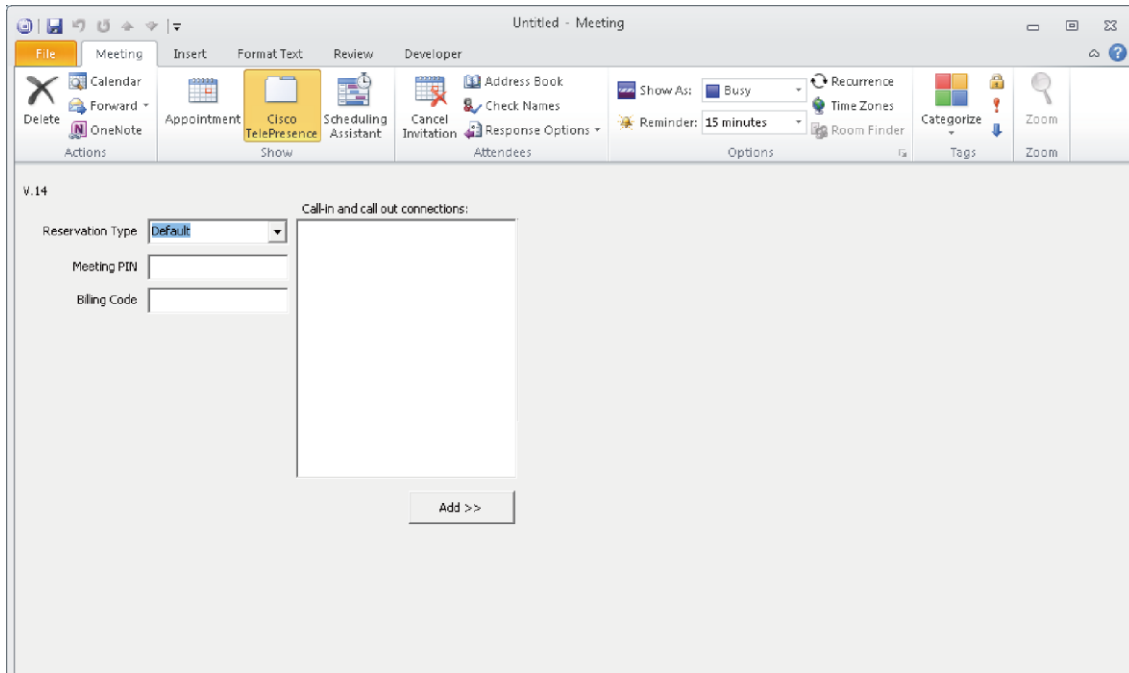 Untitled - Meeting
File Meeting Insert Format Text Review Developer
Delete
Calendar
Forward
OneNote
Actions
Appointment
Cisco
TelePresence
Scheduling
Assistant
Show
Cancel
Invitation
Address Book
Check Names
Response Options
Attendees
Show As: Busy
Reminder: 15 minutes
Recurrence
Time Zones
Room Finder
Options
Categorize
Tags
Zoom
Zoom
V.14
Call-in and call out connections:
Reservation Type Default
Meeting PIN
Billing Code
Add >>